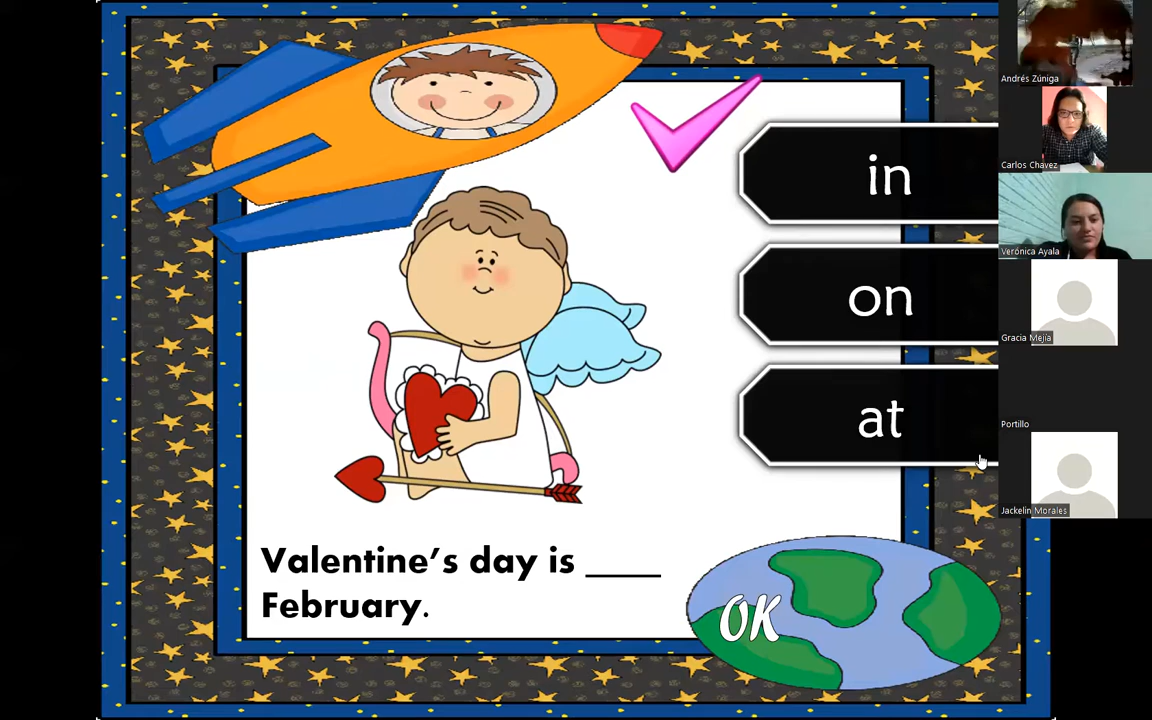 in
on
at
Valentine's day is ____
February.
OK
Andrés Zúniga
Carlos Chavez
Verónica Ayala
Gracia Mejía
Portillo
Jackelin Morales